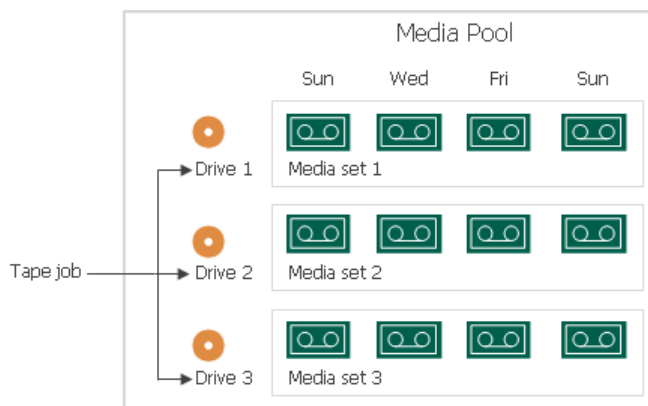 Media Pool
Sun Wed Fri Sun
Drive 1 Media set 1
Drive 2 Media set 2
Tape job
Drive 3 Media set 3